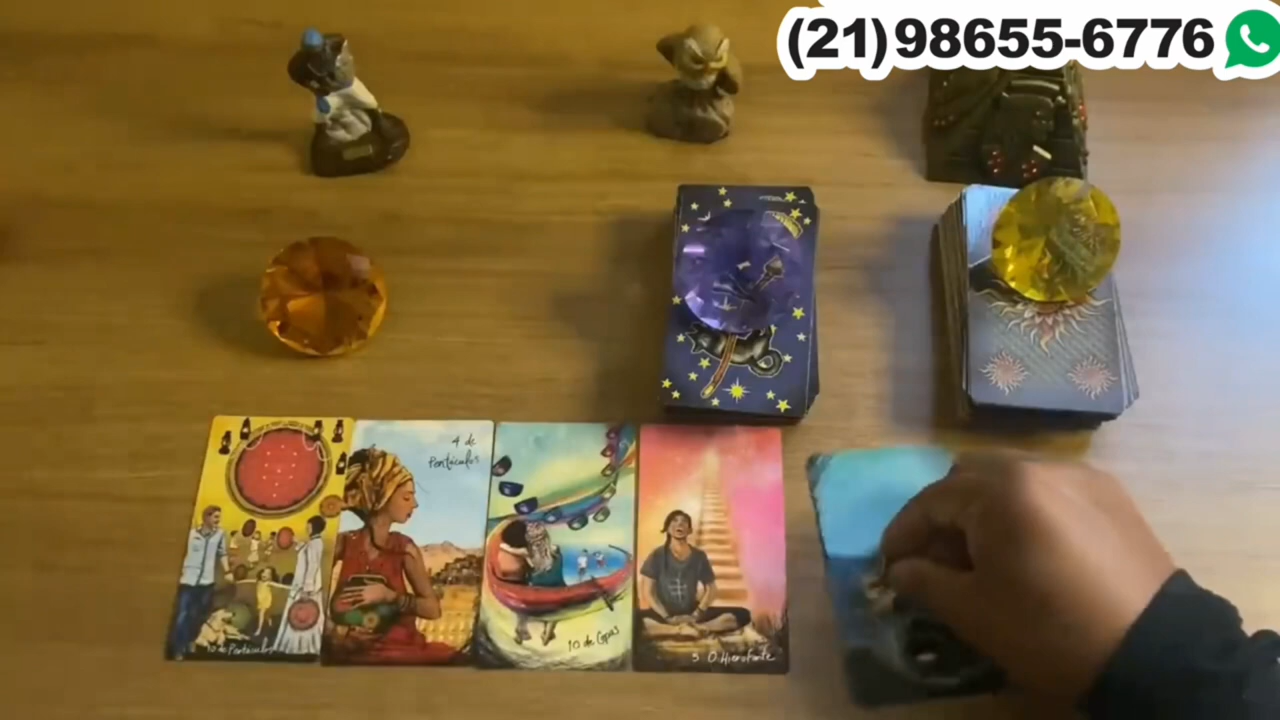 (21)98655-6776
4 de
Pentáculos
10 de Pentáculos
10 de Copas
5 O Hierofante